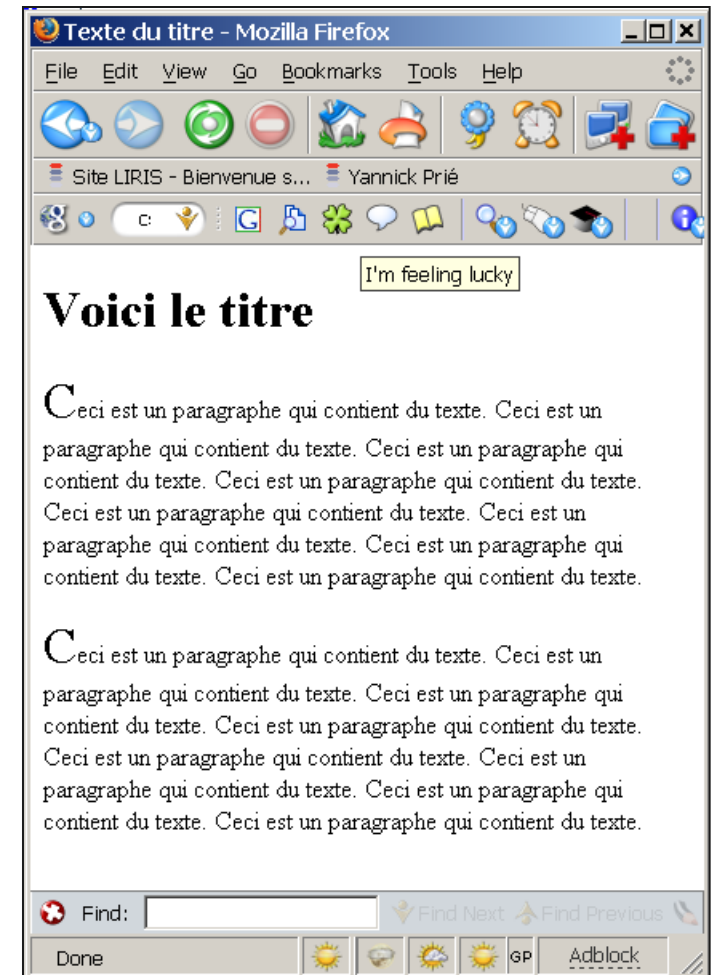 Texte du titre - Mozilla Firefox
File Edit View Go Bookmarks Tools Help
Site LIRIS - Bienvenue s... Yannick Prié
c:
I'm feeling lucky
Voici le titre
Ceci est un paragraphe qui contient du texte. Ceci est un
paragraphe qui contient du texte. Ceci est un paragraphe qui
contient du texte. Ceci est un paragraphe qui contient du texte.
Ceci est un paragraphe qui contient du texte. Ceci est un
paragraphe qui contient du texte. Ceci est un paragraphe qui
contient du texte. Ceci est un paragraphe qui contient du texte.
Ceci est un paragraphe qui contient du texte. Ceci est un
paragraphe qui contient du texte. Ceci est un paragraphe qui
contient du texte. Ceci est un paragraphe qui contient du texte.
Ceci est un paragraphe qui contient du texte. Ceci est un
paragraphe qui contient du texte. Ceci est un paragraphe qui
contient du texte. Ceci est un paragraphe qui contient du texte.
Find: Find Next Find Previous
Done GP Adblock